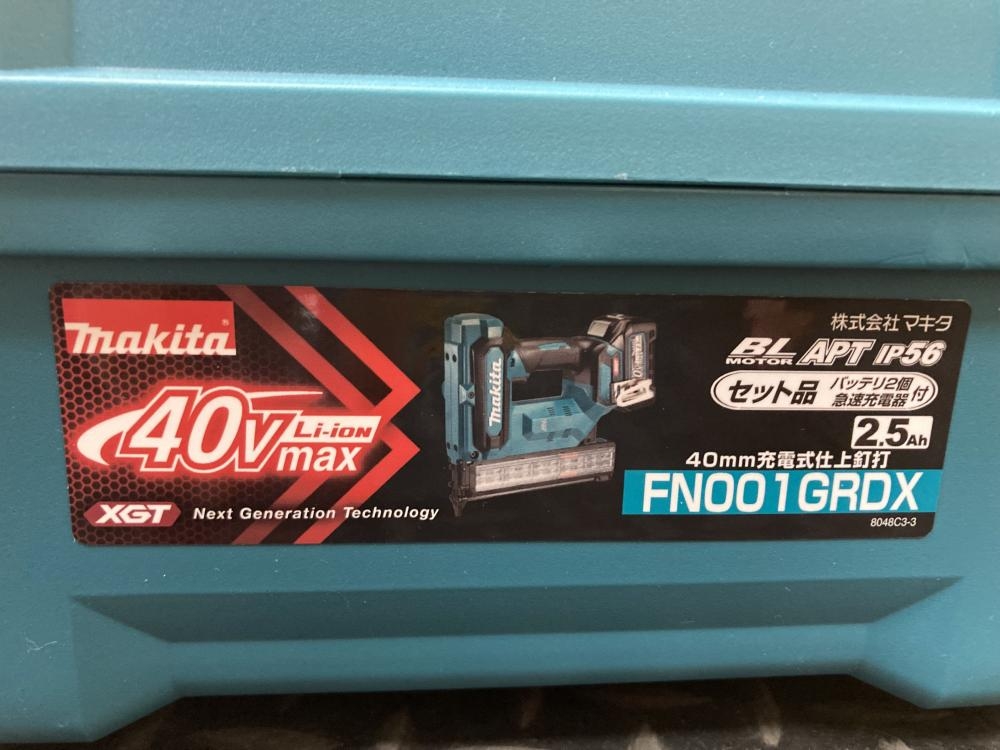 makita®
40Vmax Li-ion
XGT Next Generation Technology
makita
株式会社 マキタ
BL MOTOR APT IP56
セット品 バッテリ2個 急速充電器 付
2.5Ah
40mm充電式仕上釘打
FN001GRDX
8048C3-3